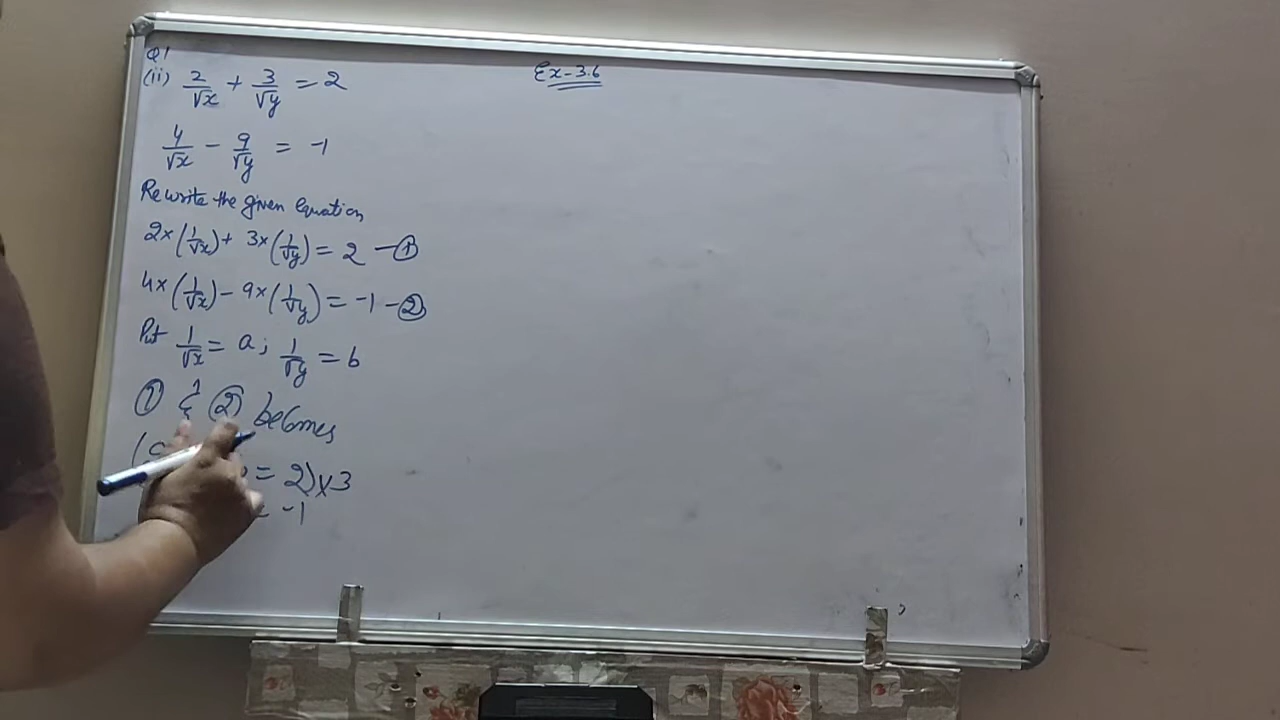 Q1
Ex-3.6
(ii) 2/√x + 3/√y = 2
4/√x - 9/√y = -1
Rewrite the given Equation
2×(1/√x)+ 3×(1/√y) = 2 -①
4×(1/√x) - 9×(1/√y) = -1 -②
Put 1/√x = a; 1/√y = b
① & ② becomes
= 2)×3
= -1